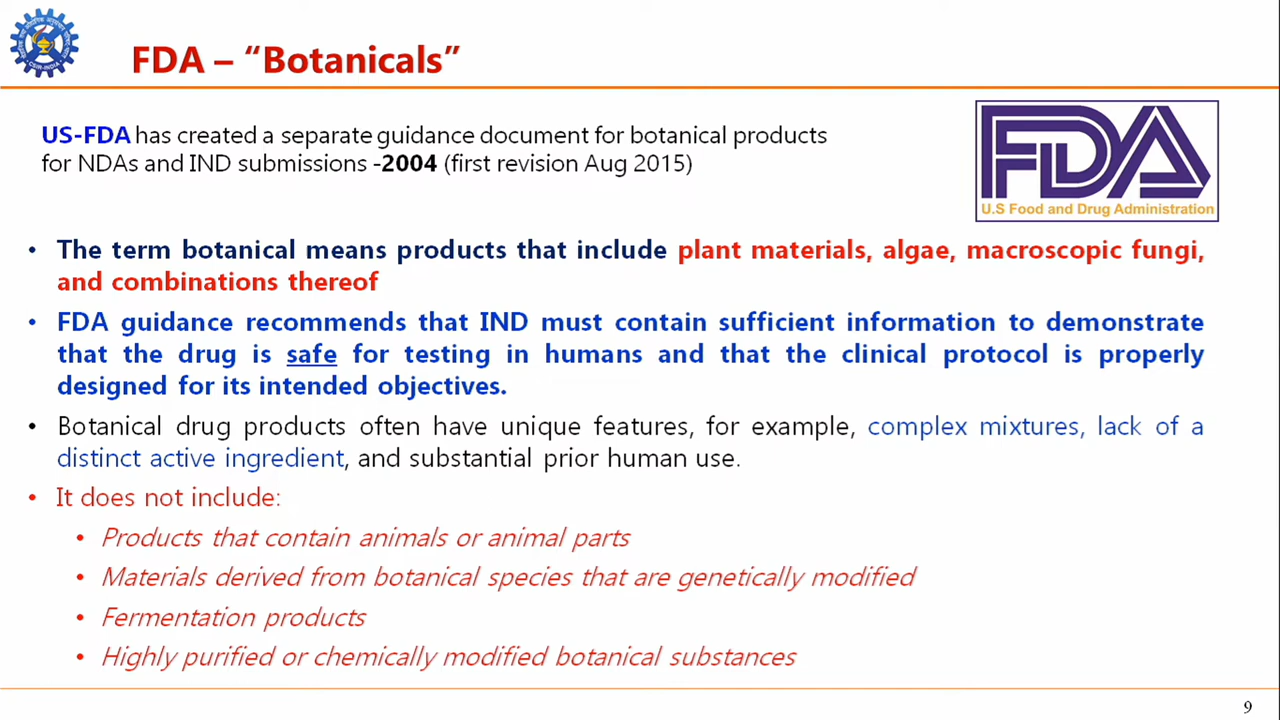 FDA – “Botanicals”
US-FDA has created a separate guidance document for botanical products
for NDAs and IND submissions -2004 (first revision Aug 2015)
FDA
U.S Food and Drug Administration
• The term botanical means products that include plant materials, algae, macroscopic fungi,
and combinations thereof
• FDA guidance recommends that IND must contain sufficient information to demonstrate
that the drug is safe for testing in humans and that the clinical protocol is properly
designed for its intended objectives.
• Botanical drug products often have unique features, for example, complex mixtures, lack of a
distinct active ingredient, and substantial prior human use.
• It does not include:
• Products that contain animals or animal parts
• Materials derived from botanical species that are genetically modified
• Fermentation products
• Highly purified or chemically modified botanical substances
9